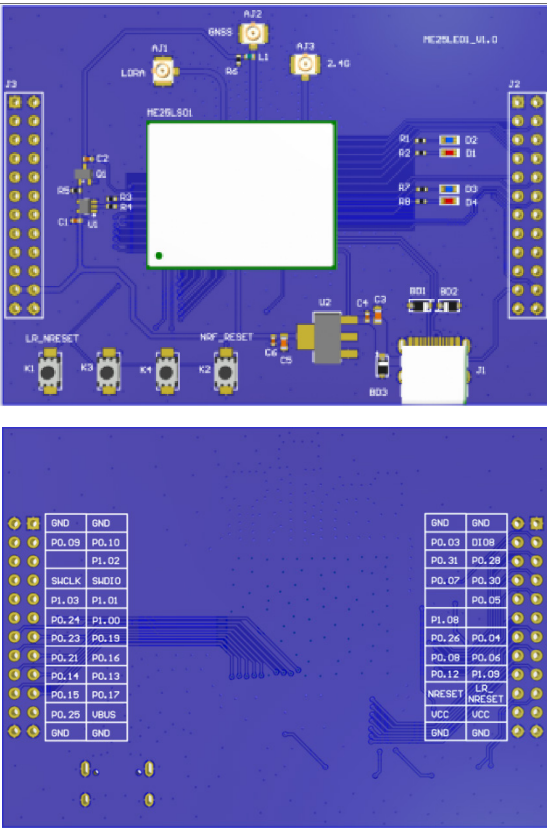 AJ2
GNSS
AJ1
AJ3
ME25LE01_V1.0
L1
LORA
R6
2.4G
J3
J2
ME25LS01
R1
D2
R2
D1
C2
Q1
R5
R7
D3
R3
R8
D4
R4
C1
U1
BD1
BD2
U2
C4
C3
LR_NRESET
NRF_RESET
C6
C5
K1
K3
K4
K2
J1
BD3
GND GND
P0.09 P0.10
P1.02
SWCLK SWDIO
P1.03 P1.01
P0.24 P1.00
P0.23 P0.19
P0.21 P0.16
P0.14 P0.13
P0.15 P0.17
P0.25 VBUS
GND GND
GND GND
P0.03 DIO8
P0.31 P0.28
P0.07 P0.30
P0.05
P1.08
P0.26 P0.04
P0.08 P0.06
P0.12 P1.09
NRESET LR_NRESET
VCC VCC
GND GND